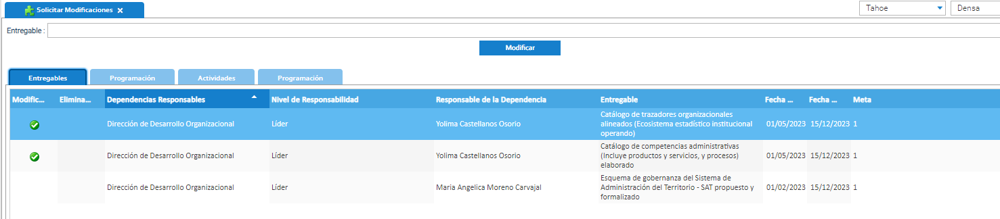 Solicitar Modificaciones x
Tahoe
Densa
Entregable :
Modificar
Entregables
Programación
Actividades
Programación
Modific... Elimina... Dependencias Responsables Nivel de Responsabilidad Responsable de la Dependencia Entregable Fecha ... Fecha ... Meta
Catálogo de trazadores organizacionales
Dirección de Desarrollo Organizacional Líder Yolima Castellanos Osorio alineados (Ecosistema estadístico institucional 01/05/2023 15/12/2023 1
operando)
Catálogo de competencias administrativas
Dirección de Desarrollo Organizacional Líder Yolima Castellanos Osorio (Incluye productos y servicios, y procesos) 01/05/2023 15/12/2023 1
elaborado
Esquema de gobernanza del Sistema de
Dirección de Desarrollo Organizacional Líder Maria Angelica Moreno Carvajal Administración del Territorio - SAT propuesto y 01/02/2023 15/12/2023 1
formalizado